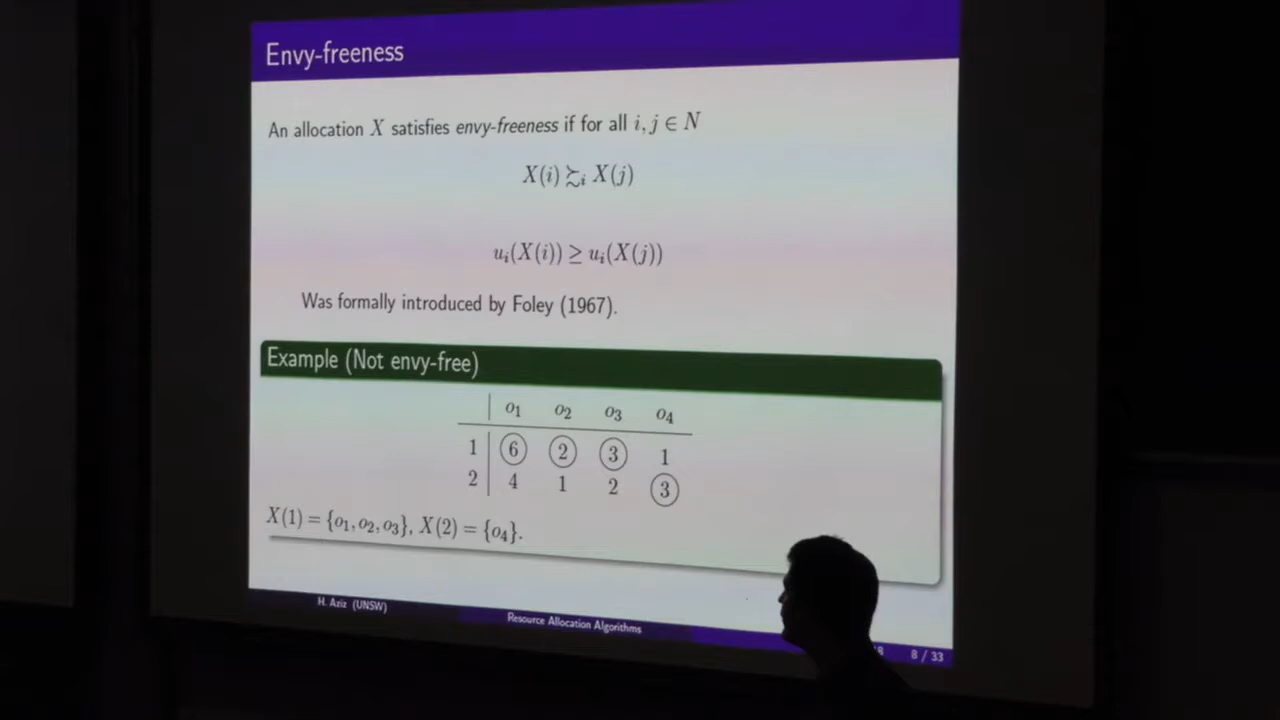 Envy-freeness
An allocation X satisfies envy-freeness if for all i, j ∈ N
X(i) ≿ᵢ X(j)
uᵢ(X(i)) ≥ uᵢ(X(j))
Was formally introduced by Foley (1967).
Example (Not envy-free)
o₁ o₂ o₃ o₄
1 6 2 3 1
2 4 1 2 3
X(1) = {o₁, o₂, o₃}, X(2) = {o₄}.
H. Aziz (UNSW) Resource Allocation Algorithms 8 / 33